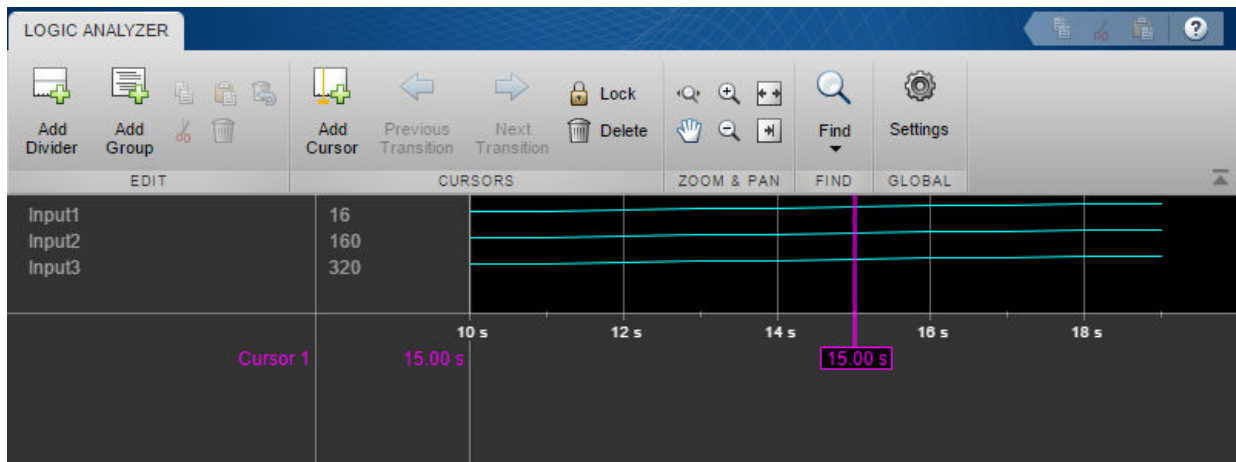 LOGIC ANALYZER
?
Add Divider
Add Group
Add Cursor
Previous Transition
Next Transition
Lock
Delete
Find
Settings
EDIT
CURSORS
ZOOM & PAN
FIND
GLOBAL
Input1 16
Input2 160
Input3 320
10 s 12 s 14 s 16 s 18 s
Cursor 1 15.00 s 15.00 s